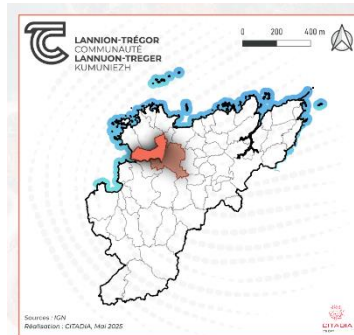 LANNION-TRÉGOR
COMMUNAUTÉ
LANNUON-TREGER
KUMUNIEZH
0 200 400 m
Sources : IGN
Réalisation : CITADIA, Mai 2025
CITADIA